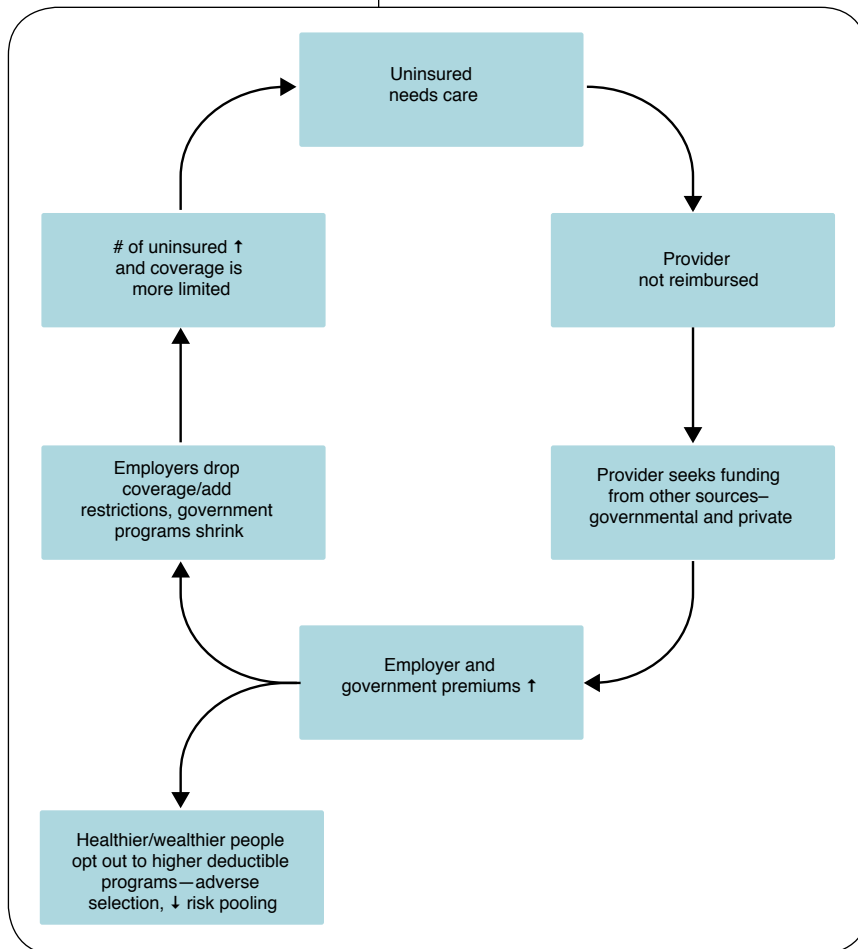 Uninsured
needs care
Provider
not reimbursed
Provider seeks funding
from other sources–
governmental and private
Employer and
government premiums ↑
Employers drop
coverage/add
restrictions, government
programs shrink
# of uninsured ↑
and coverage is
more limited
Healthier/wealthier people
opt out to higher deductible
programs—adverse
selection, ↓ risk pooling